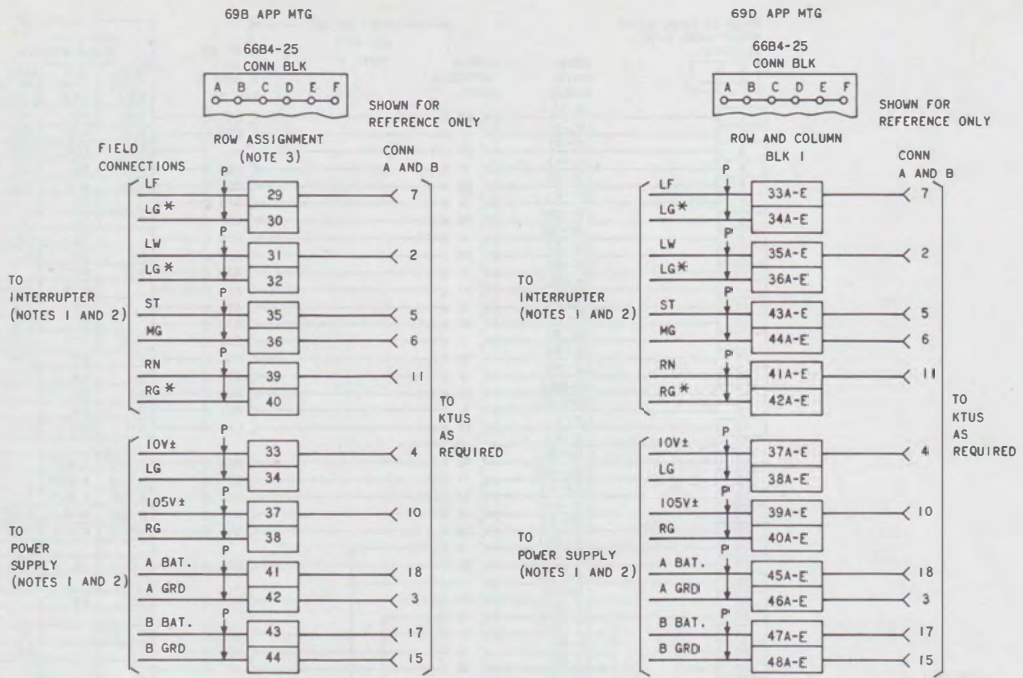 69B APP MTG
66B4-25
CONN BLK
A B C D E F
SHOWN FOR
REFERENCE ONLY
ROW ASSIGNMENT
(NOTE 3)
FIELD
CONNECTIONS
CONN
A AND B
P
LF 29 7
LG* 30
P
LW 31 2
LG* 32
P
ST 35 5
MG 36 6
P
RN 39 11
RG* 40
TO
INTERRUPTER
(NOTES 1 AND 2)
P
10V± 33 4
LG 34
P
105V± 37 10
RG 38
P
A BAT. 41 18
A GRD 42 3
P
B BAT. 43 17
B GRD 44 15
TO
POWER
SUPPLY
(NOTES 1 AND 2)
TO
KTUS
AS
REQUIRED
69D APP MTG
66B4-25
CONN BLK
A B C D E F
SHOWN FOR
REFERENCE ONLY
ROW AND COLUMN
BLK 1
CONN
A AND B
P
LF 33A-E 7
LG* 34A-E
P
LW 35A-E 2
LG* 36A-E
P
ST 43A-E 5
MG 44A-E 6
P
RN 41A-E 11
RG* 42A-E
TO
INTERRUPTER
(NOTES 1 AND 2)
P
10V± 37A-E 4
LG 38A-E
P
105V± 39A-E 10
RG 40A-E
P
A BAT. 45A-E 18
A GRD 46A-E 3
P
B BAT. 47A-E 17
B GRD 48A-E 15
TO
POWER SUPPLY
(NOTES 1 AND 2)
TO
KTUS
AS
REQUIRED